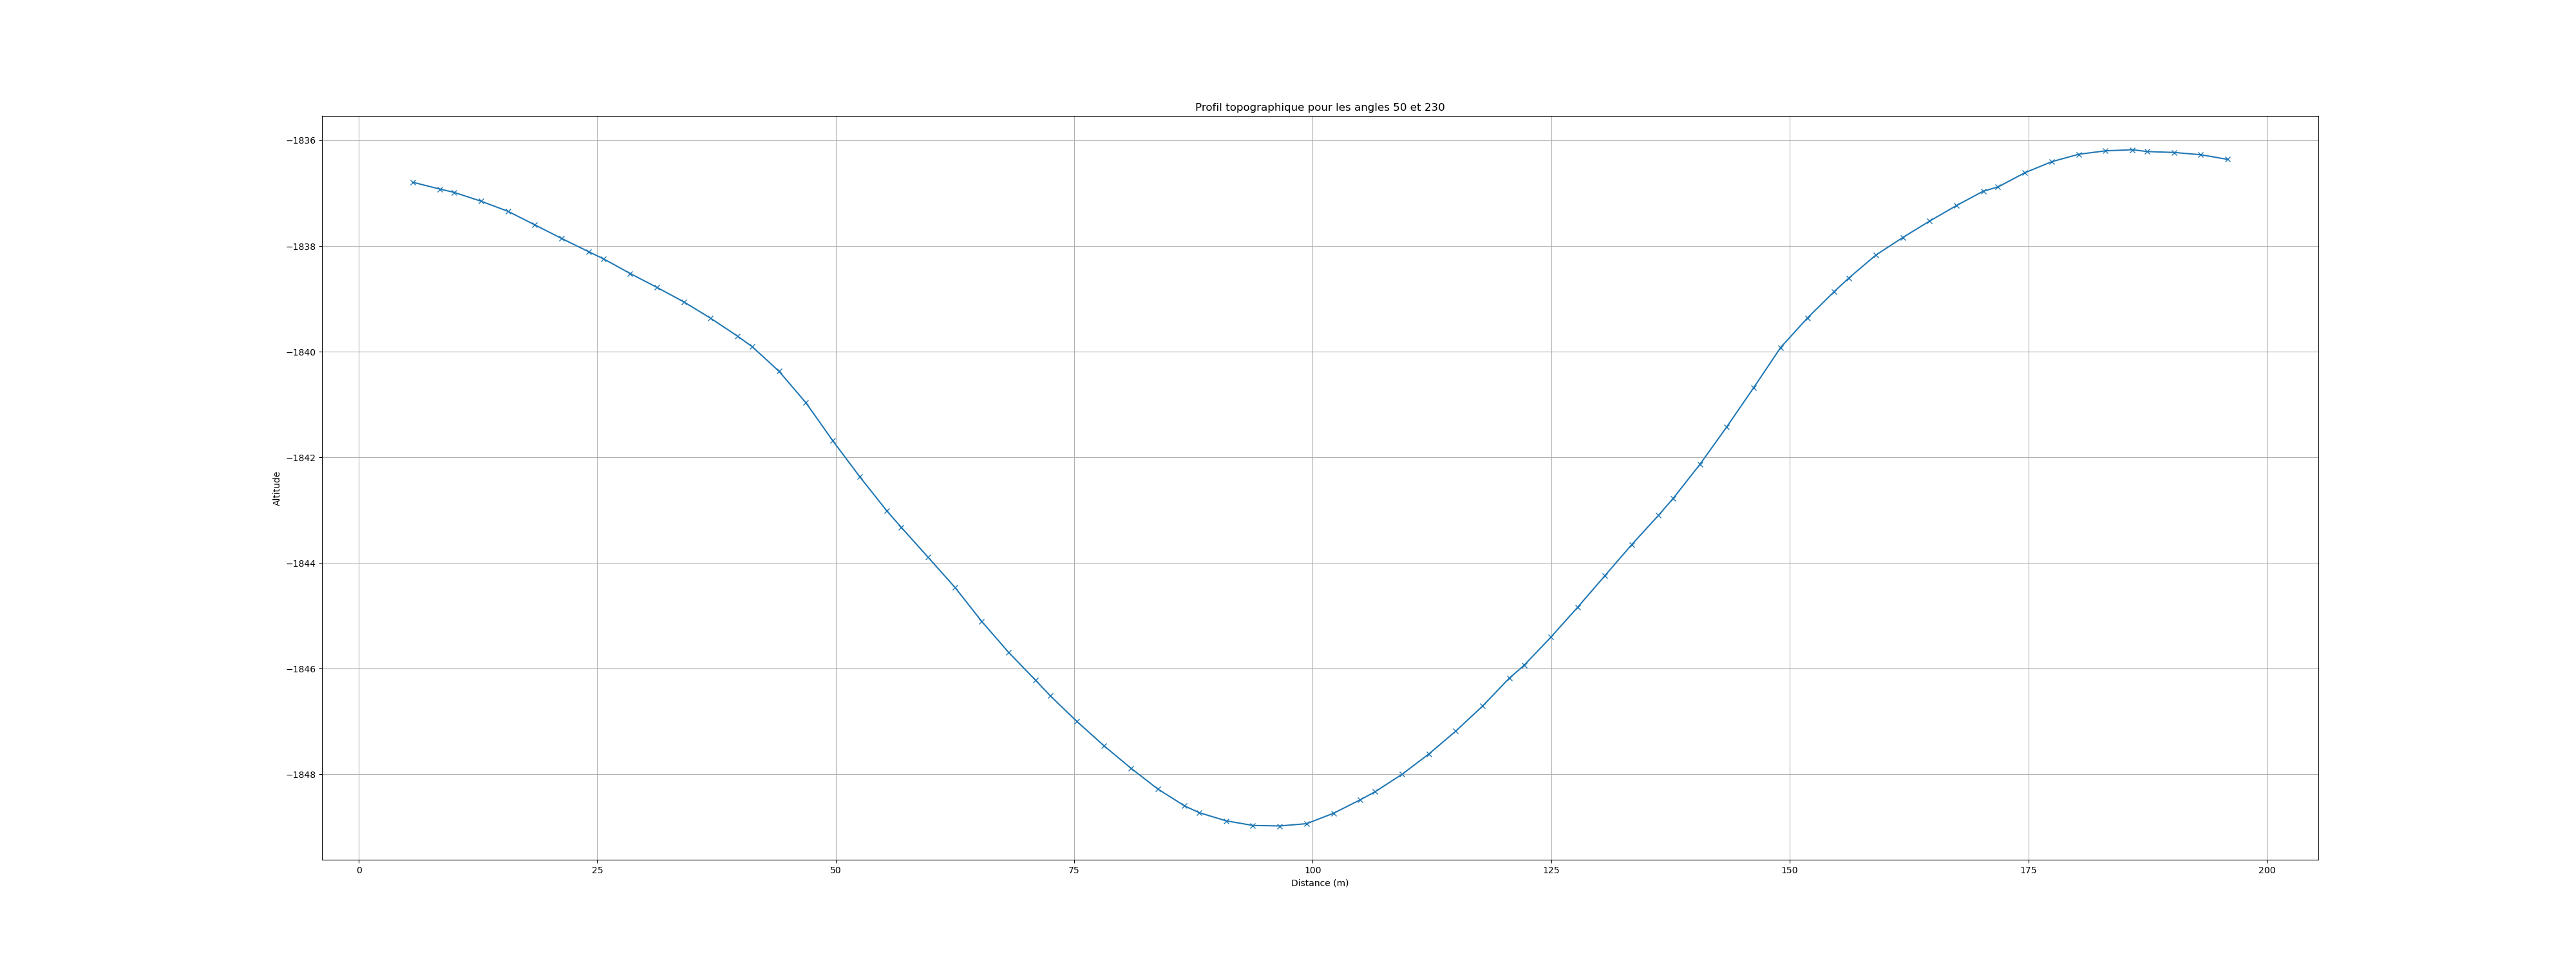 Profil topographique pour les angles 50 et 230
−1836
−1838
−1840
−1842
−1844
−1846
−1848
Altitude
0 25 50 75 100 125 150 175 200
Distance (m)